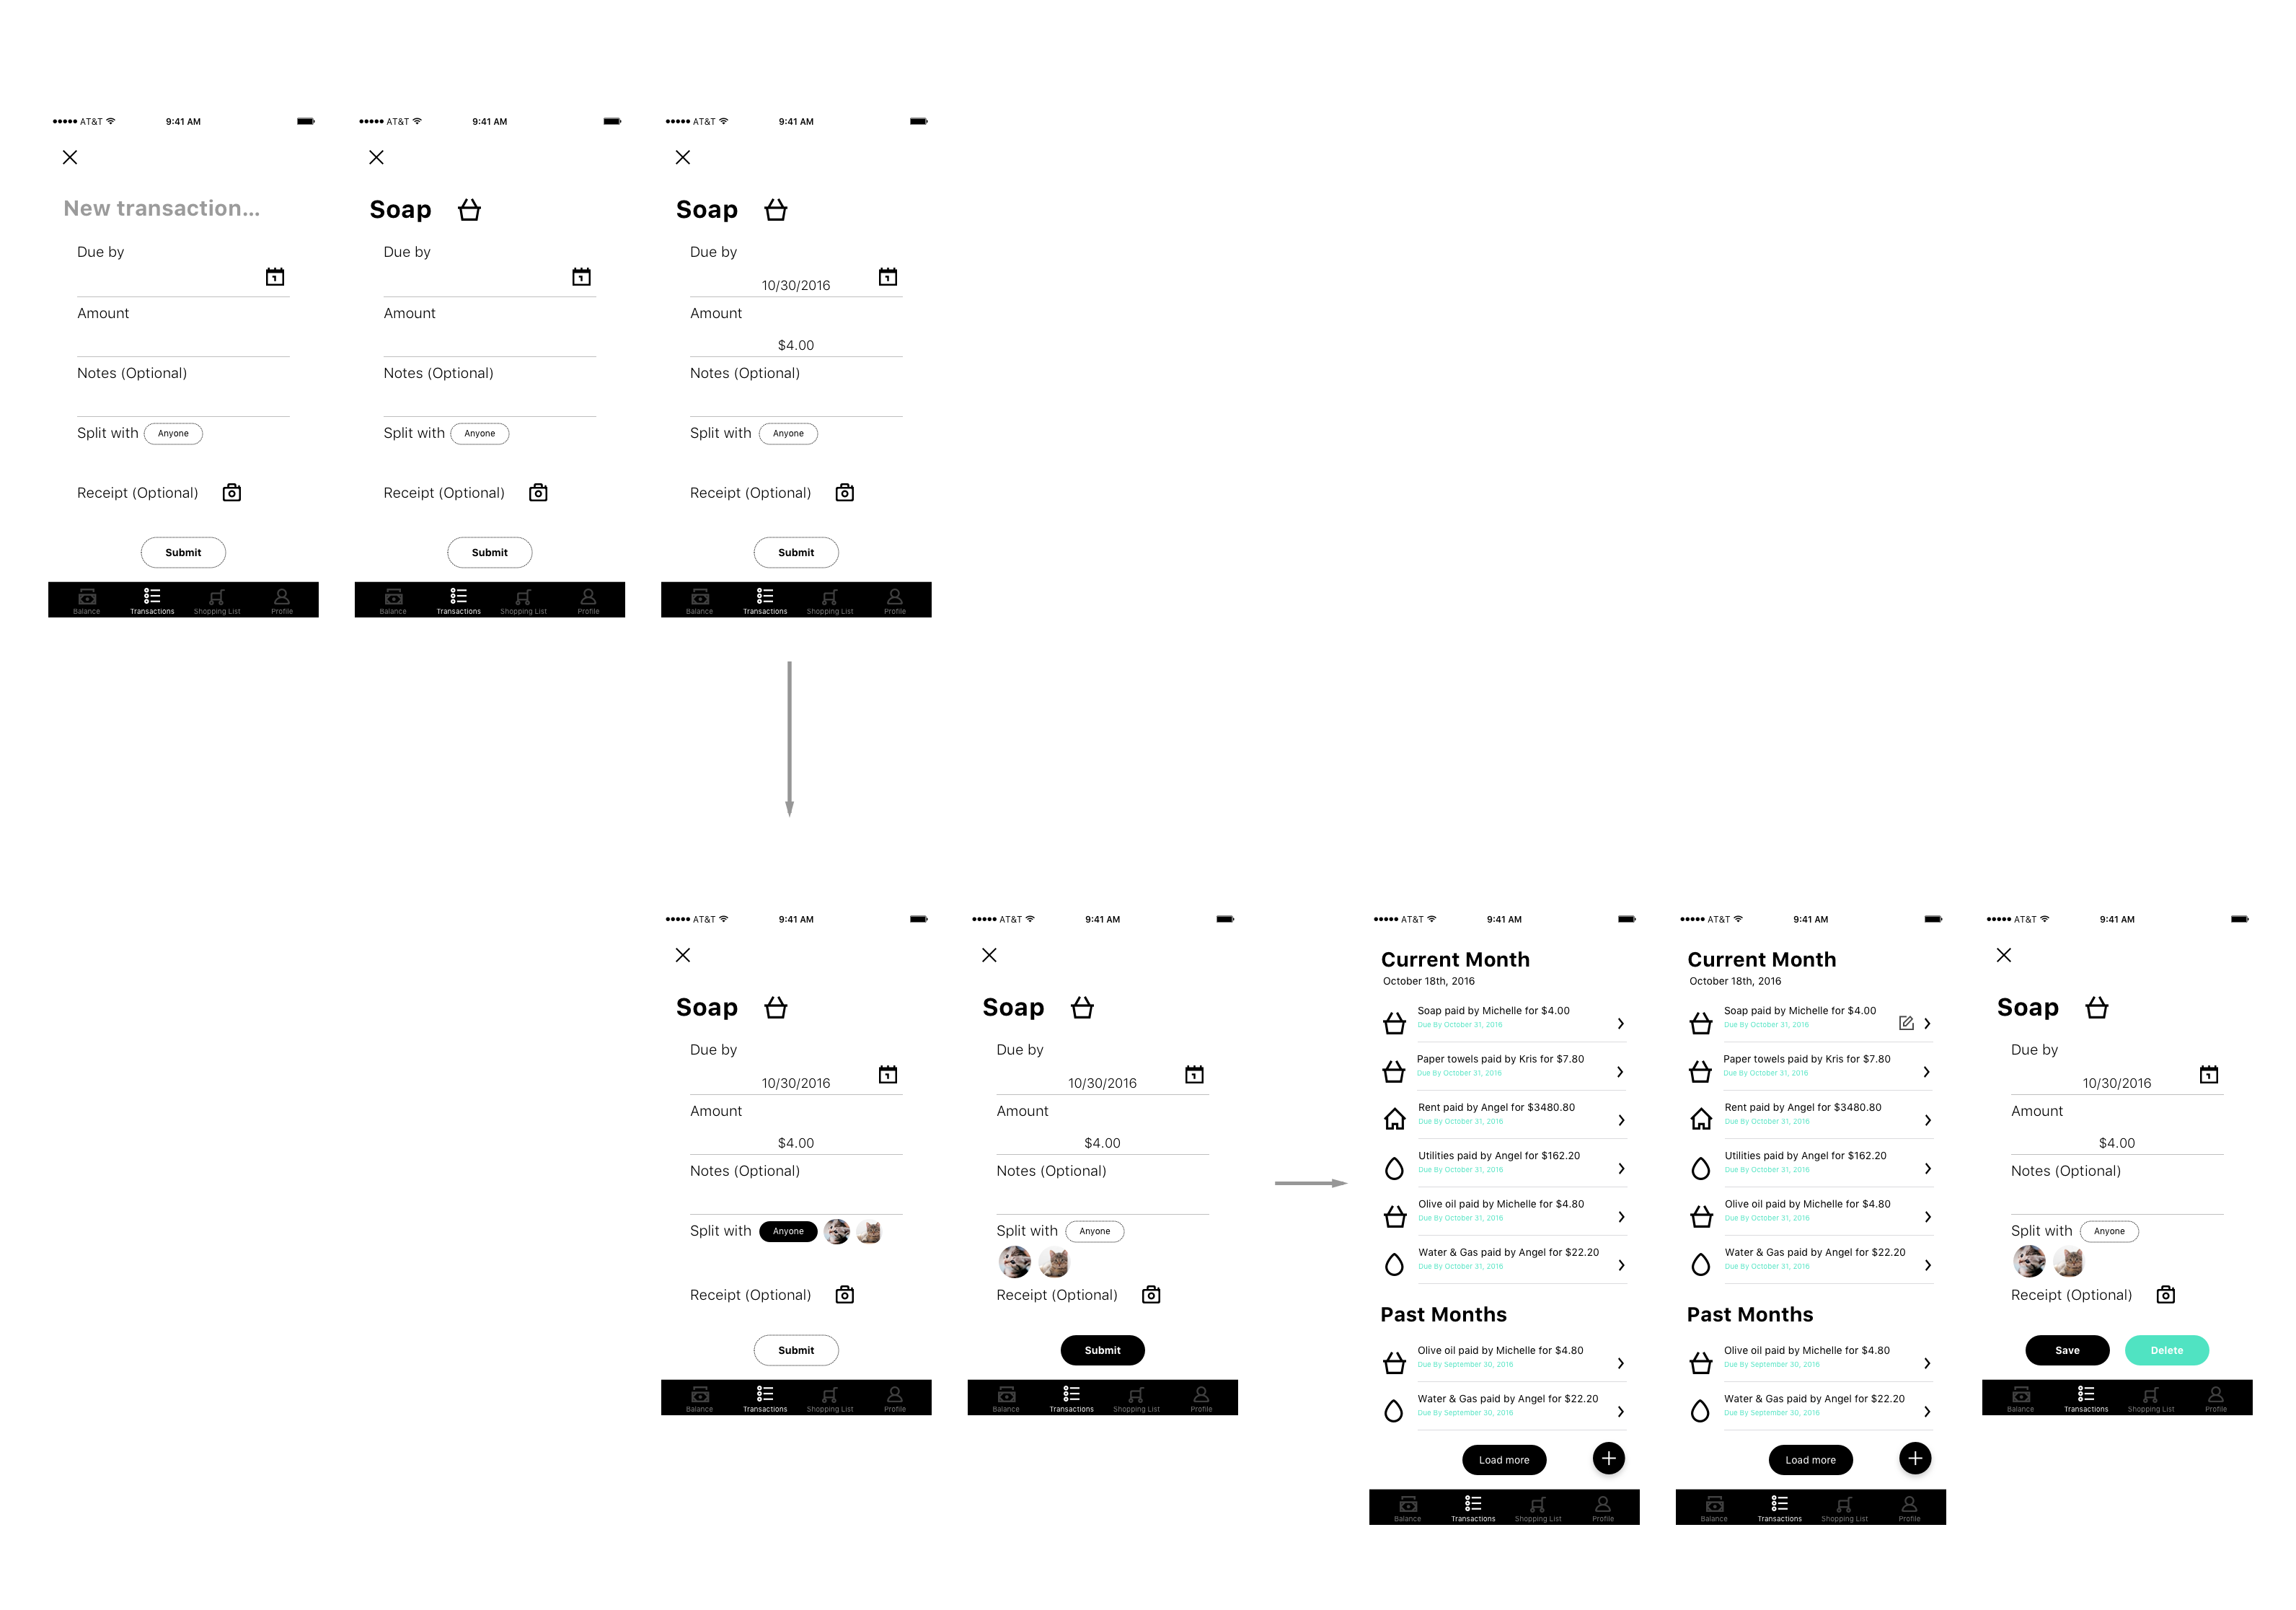 AT&T 9:41 AM
New transaction...
Due by
Amount
Notes (Optional)
Split with Anyone
Receipt (Optional)
Submit
Balance Transactions Shopping List Profile
AT&T 9:41 AM
Soap
Due by
Amount
Notes (Optional)
Split with Anyone
Receipt (Optional)
Submit
Balance Transactions Shopping List Profile
AT&T 9:41 AM
Soap
Due by
10/30/2016
Amount
$4.00
Notes (Optional)
Split with Anyone
Receipt (Optional)
Submit
Balance Transactions Shopping List Profile
AT&T 9:41 AM
Soap
Due by
10/30/2016
Amount
$4.00
Notes (Optional)
Split with Anyone
Receipt (Optional)
Submit
Balance Transactions Shopping List Profile
AT&T 9:41 AM
Soap
Due by
10/30/2016
Amount
$4.00
Notes (Optional)
Split with Anyone
Receipt (Optional)
Submit
Balance Transactions Shopping List Profile
AT&T 9:41 AM
Current Month
October 18th, 2016
Soap paid by Michelle for $4.00
Due By October 31, 2016
Paper towels paid by Kris for $7.80
Due By October 31, 2016
Rent paid by Angel for $3480.80
Due By October 31, 2016
Utilities paid by Angel for $162.20
Due By October 31, 2016
Olive oil paid by Michelle for $4.80
Due By October 31, 2016
Water & Gas paid by Angel for $22.20
Due By October 31, 2016
Past Months
Olive oil paid by Michelle for $4.80
Due By September 30, 2016
Water & Gas paid by Angel for $22.20
Due By September 30, 2016
Load more
Balance Transactions Shopping List Profile
AT&T 9:41 AM
Current Month
October 18th, 2016
Soap paid by Michelle for $4.00
Due By October 31, 2016
Paper towels paid by Kris for $7.80
Due By October 31, 2016
Rent paid by Angel for $3480.80
Due By October 31, 2016
Utilities paid by Angel for $162.20
Due By October 31, 2016
Olive oil paid by Michelle for $4.80
Due By October 31, 2016
Water & Gas paid by Angel for $22.20
Due By October 31, 2016
Past Months
Olive oil paid by Michelle for $4.80
Due By September 30, 2016
Water & Gas paid by Angel for $22.20
Due By September 30, 2016
Load more
Balance Transactions Shopping List Profile
AT&T 9:41 AM
Soap
Due by
10/30/2016
Amount
$4.00
Notes (Optional)
Split with Anyone
Receipt (Optional)
Save Delete
Balance Transactions Shopping List Profile